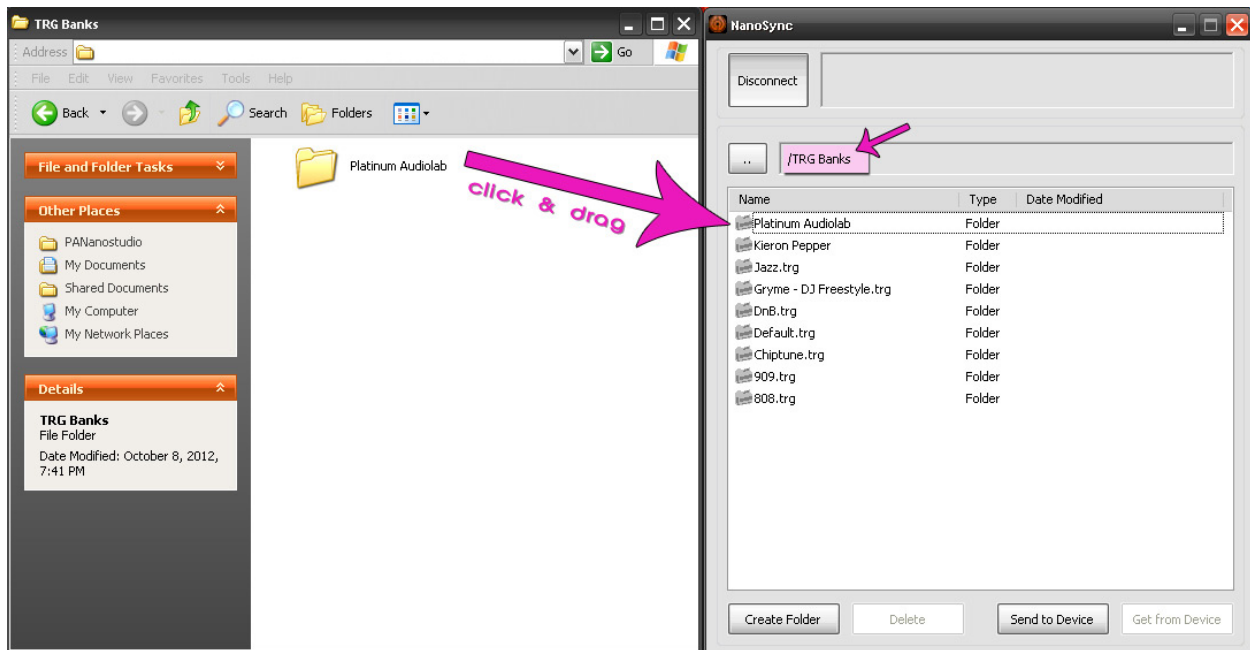 TRG Banks
Address
Go
File Edit View Favorites Tools Help
Back
Search
Folders
File and Folder Tasks
Other Places
PANanostudio
My Documents
Shared Documents
My Computer
My Network Places
Details
TRG Banks
File Folder
Date Modified: October 8, 2012,
7:41 PM
Platinum Audiolab
click & drag
NanoSync
Disconnect
.. /TRG Banks
Name Type Date Modified
Platinum Audiolab Folder
Kieron Pepper Folder
Jazz.trg Folder
Gryme - DJ Freestyle.trg Folder
DnB.trg Folder
Default.trg Folder
Chiptune.trg Folder
909.trg Folder
808.trg Folder
Create Folder Delete Send to Device Get from Device